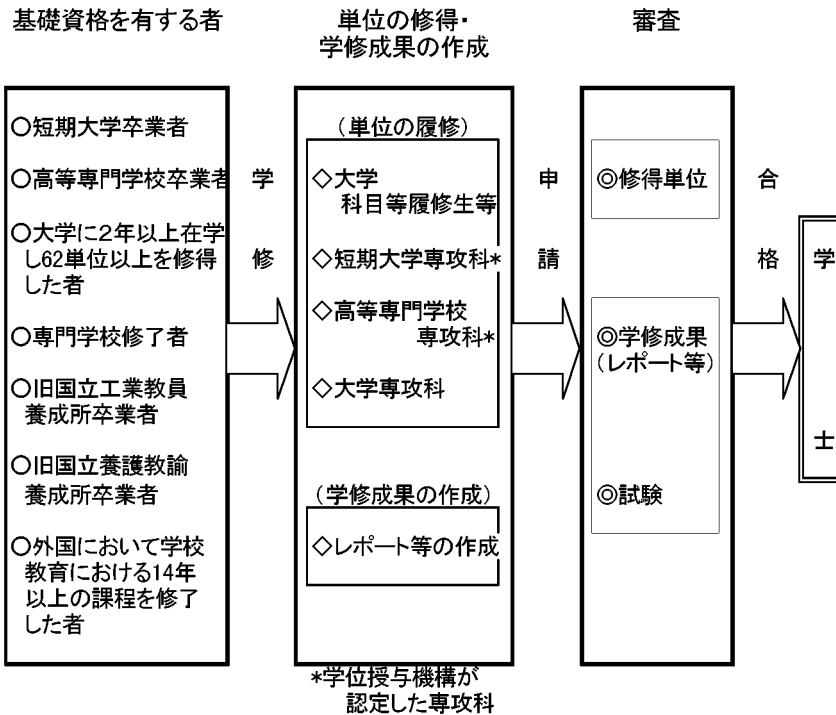 基礎資格を有する者
単位の修得・
学修成果の作成
審査
○短期大学卒業者
○高等専門学校卒業者
○大学に2年以上在学
し62単位以上を修得
した者
○専門学校修了者
○旧国立工業教員
養成所卒業者
○旧国立養護教諭
養成所卒業者
○外国において学校
教育における14年
以上の課程を修了
した者
学
修
(単位の履修)
◇大学
科目等履修生等
◇短期大学専攻科*
◇高等専門学校
専攻科*
◇大学専攻科
(学修成果の作成)
◇レポート等の作成
*学位授与機構が
認定した専攻科
申
請
◎修得単位
◎学修成果
(レポート等)
◎試験
合
格
学
士